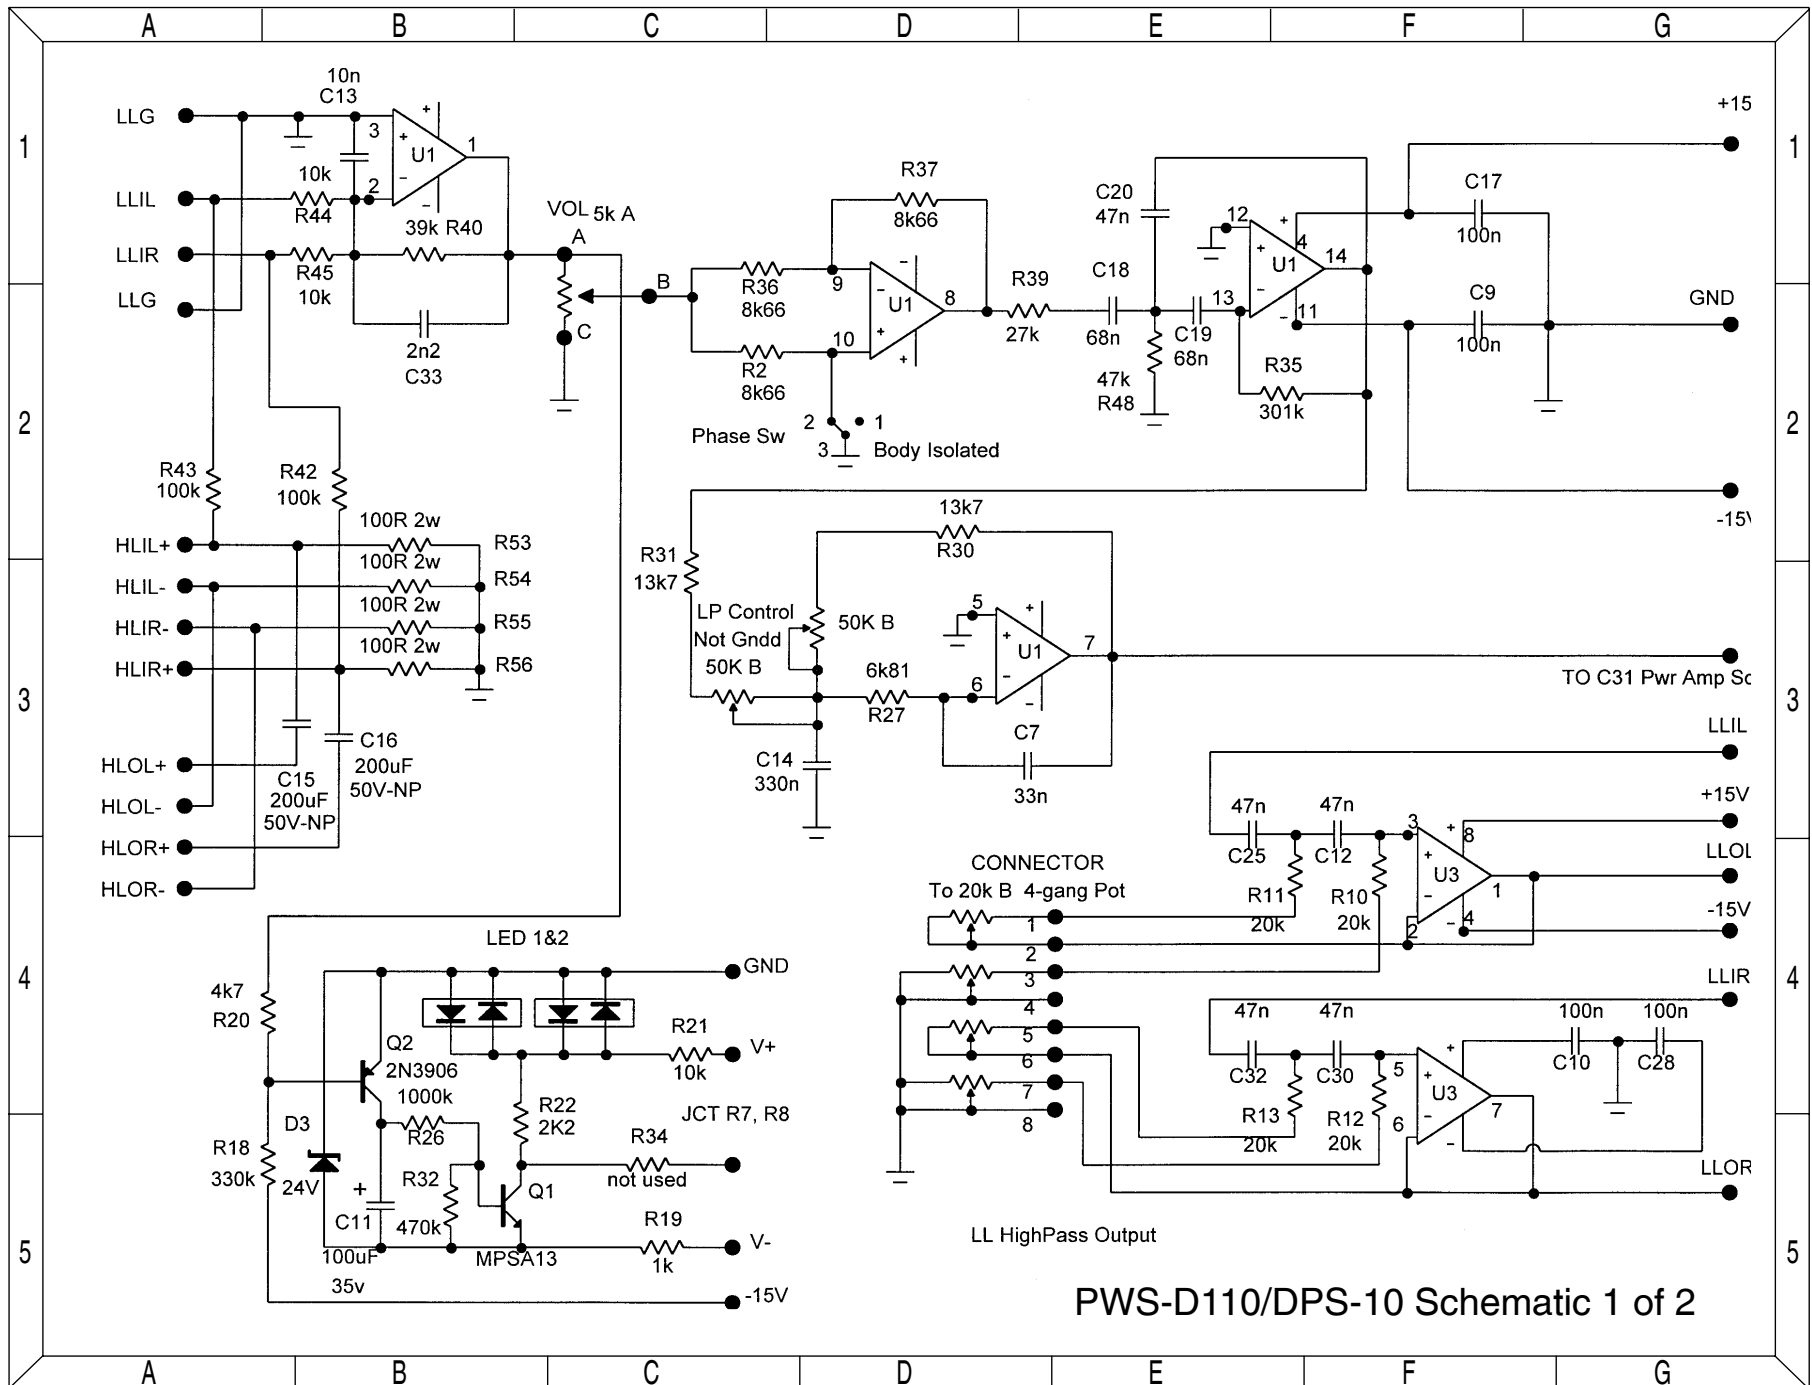 A B C D E F G
1
2
3
4
5
10n
C13
LLG
3
+
+
U1
1
10k
-
LLIL
2
-
R44
39k R40
LLIR
R45
10k
LLG
2n2
C33
VOL 5k A
A
B
C
R37
8k66
R36
8k66
9
-
-
U1
8
10
+
+
R2
8k66
2
1
3
Phase Sw
Body Isolated
R39
27k
C20
47n
C18
68n
C19
68n
47k
R48
12
+
+
4
U1
14
13
-
-
11
R35
301k
C17
100n
C9
100n
+15
GND
-15
R43
100k
R42
100k
100R 2w
R53
HLIL+
100R 2w
R54
HLIL-
100R 2w
R55
HLIR-
100R 2w
R56
HLIR+
C16
200uF
50V-NP
HLOL+
C15
200uF
50V-NP
HLOL-
HLOR+
HLOR-
13k7
R30
R31
13k7
LP Control
Not Gndd
50K B
50K B
6k81
R27
5
+
+
U1
7
6
-
-
C7
33n
C14
330n
TO C31 Pwr Amp Sc
LLIL
+15V
LLOL
-15V
LLIR
LLOR
47n
47n
C25
C12
R11
20k
R10
20k
3
+
8
+
U3
1
-
-
4
2
CONNECTOR
To 20k B 4-gang Pot
1
2
3
4
5
6
7
8
47n
47n
100n
100n
C32
C30
C10
C28
R13
20k
R12
20k
5
+
+
U3
7
6
-
-
LL HighPass Output
LED 1&2
GND
4k7
R20
Q2
2N3906
1000k
R26
R21
10k
V+
R22
2K2
JCT R7, R8
D3
24V
R18
330k
R34
not used
R32
470k
Q1
MPSA13
+
C11
100uF
35v
R19
1k
V-
-15V
PWS-D110/DPS-10 Schematic 1 of 2
1
2
3
4
5
A B C D E F G